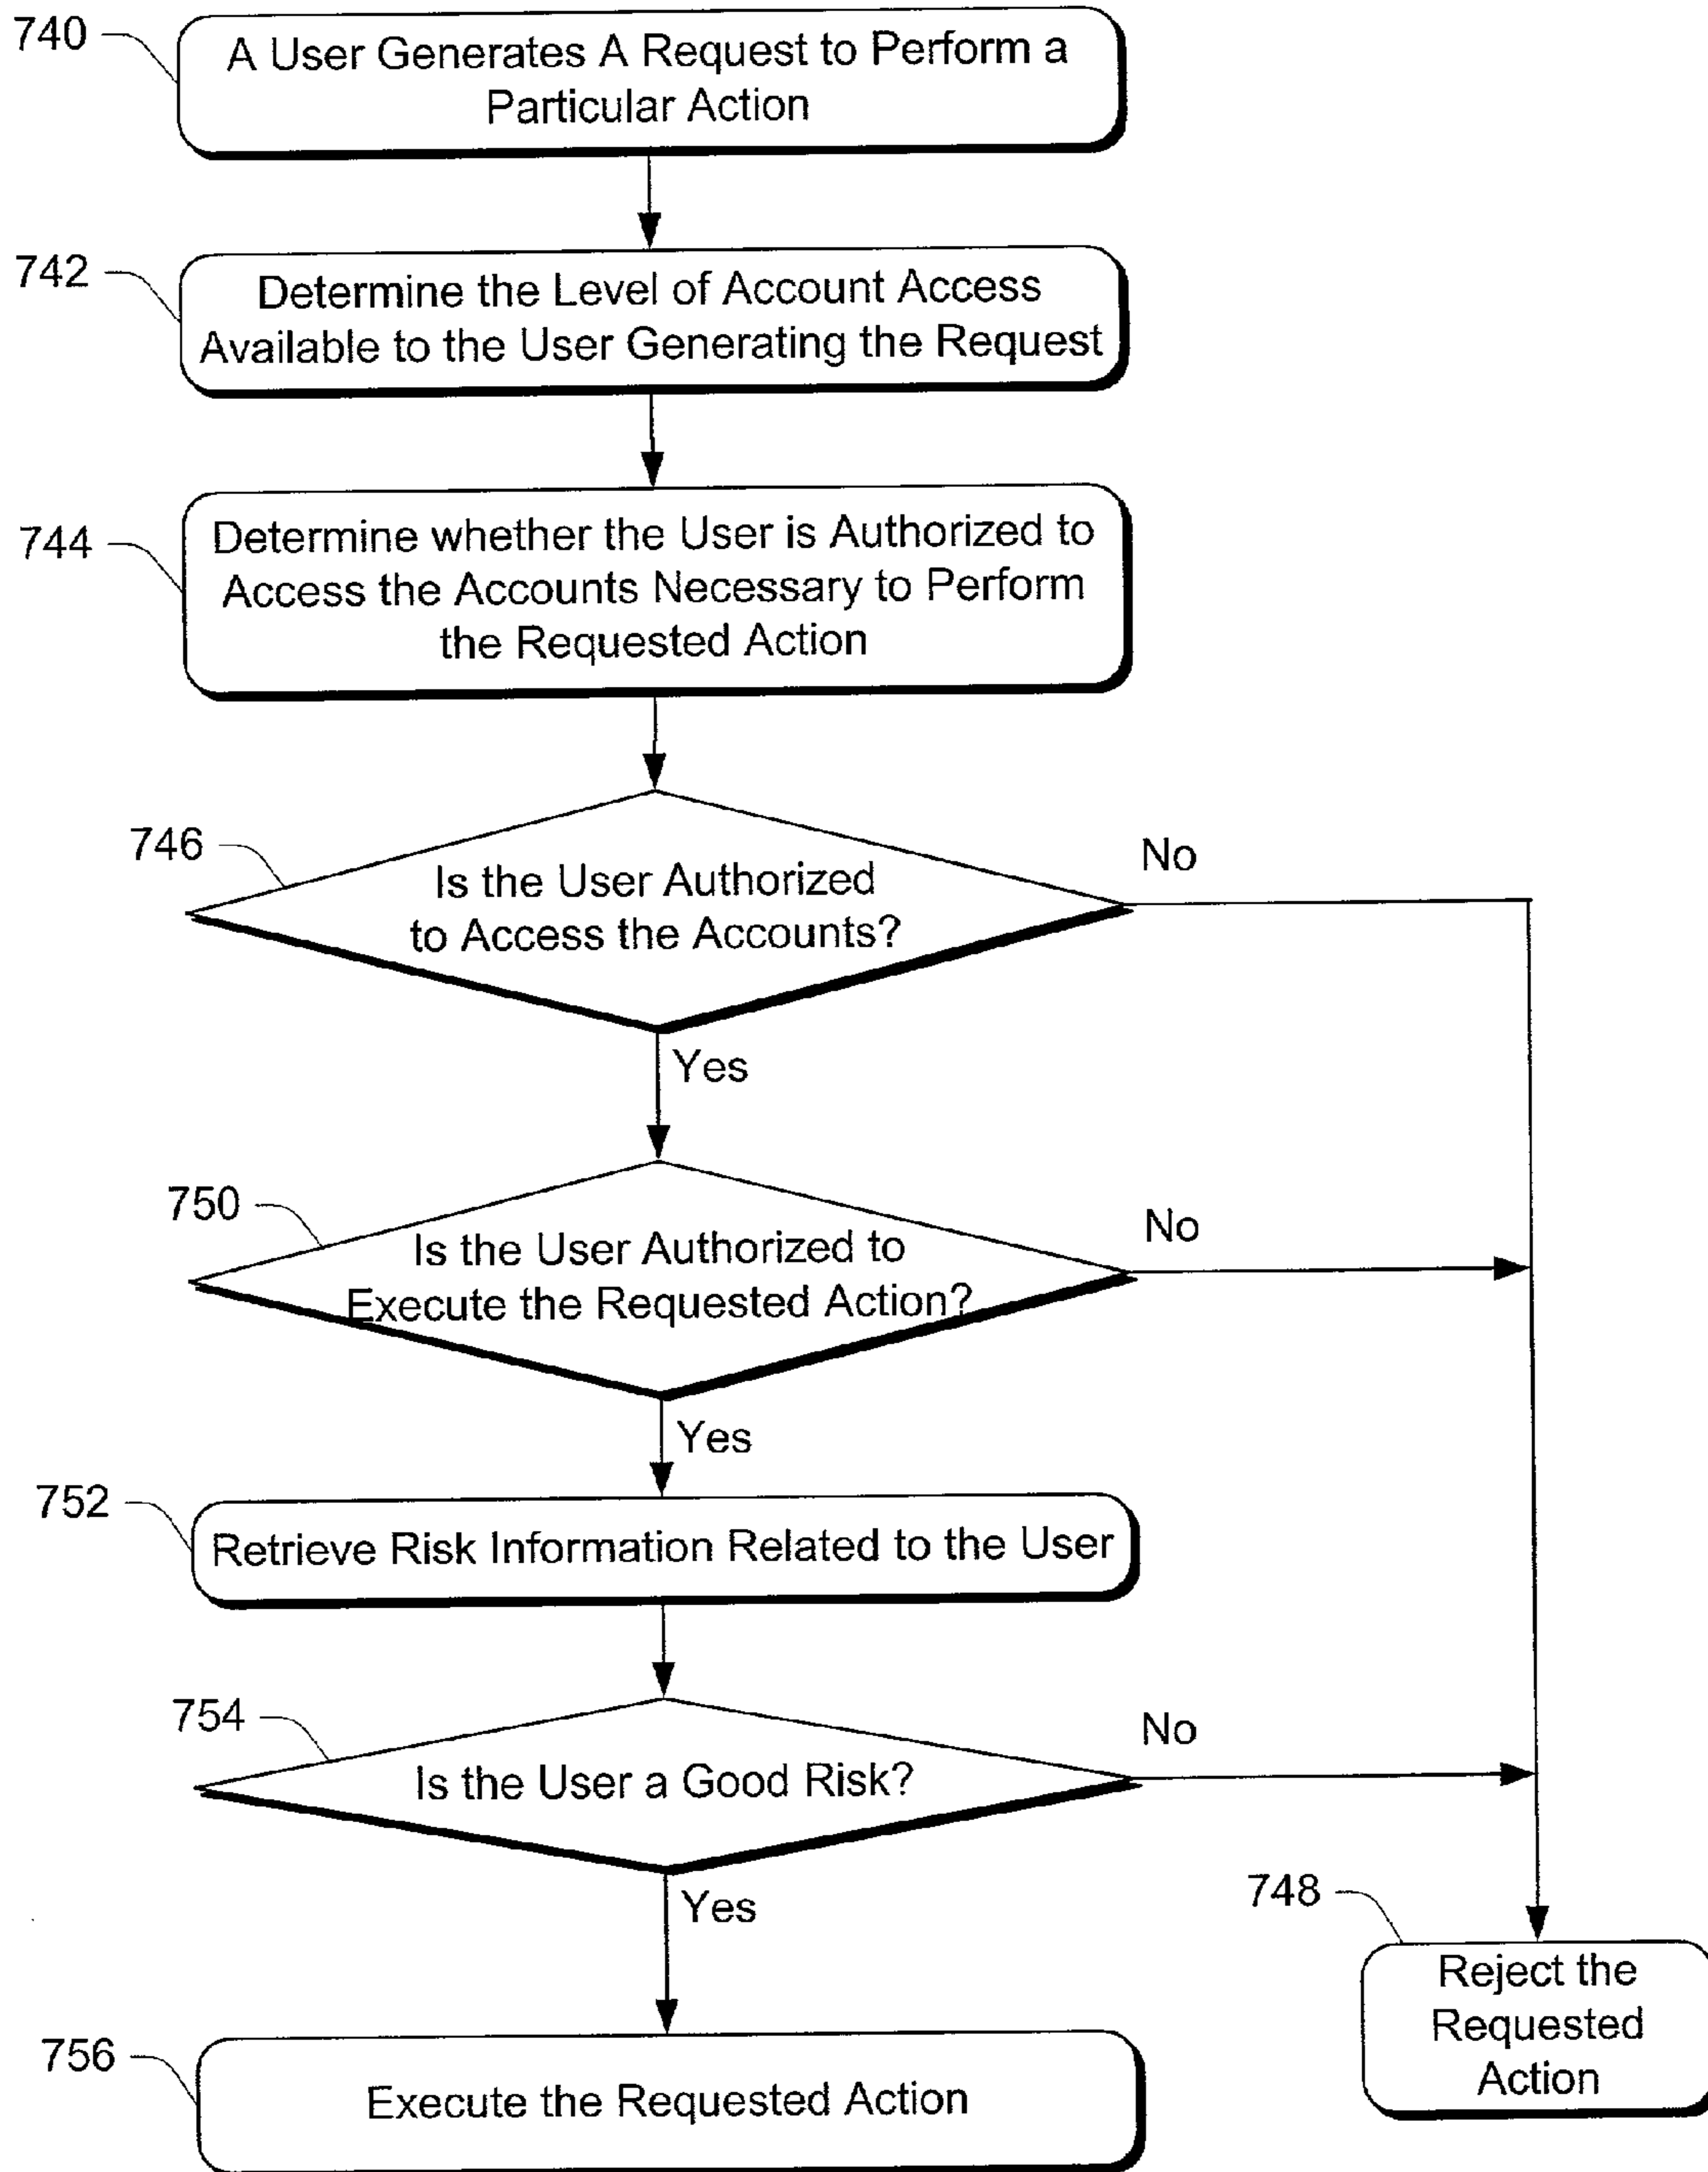 740
A User Generates A Request to Perform a
Particular Action
742
Determine the Level of Account Access
Available to the User Generating the Request
744
Determine whether the User is Authorized to
Access the Accounts Necessary to Perform
the Requested Action
746
Is the User Authorized
to Access the Accounts?
No
Yes
750
Is the User Authorized to
Execute the Requested Action?
No
Yes
752
Retrieve Risk Information Related to the User
754
Is the User a Good Risk?
No
Yes
748
Reject the
Requested
Action
756
Execute the Requested Action